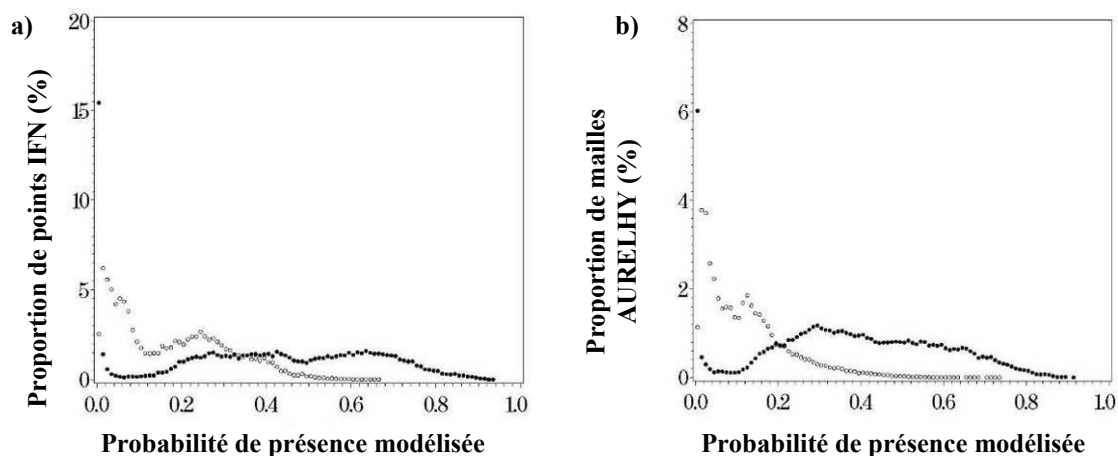 a)
Proportion de points IFN (%)
20
15
10
5
0
0.0 0.2 0.4 0.6 0.8 1.0
Probabilité de présence modélisée
b)
Proportion de mailles
AURELHY (%)
8
6
4
2
0
0.0 0.2 0.4 0.6 0.8 1.0
Probabilité de présence modélisée